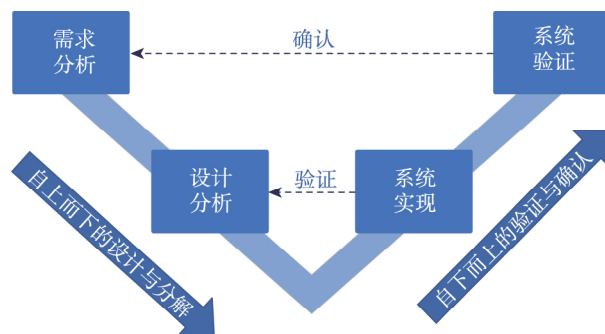 需求
分析
确认
系统
验证
设计
分析
验证
系统
实现
自上而下的设计与分解
自下而上的验证与确认